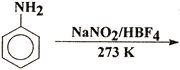 NH₂
NaNO₂/HBF₄
273 K